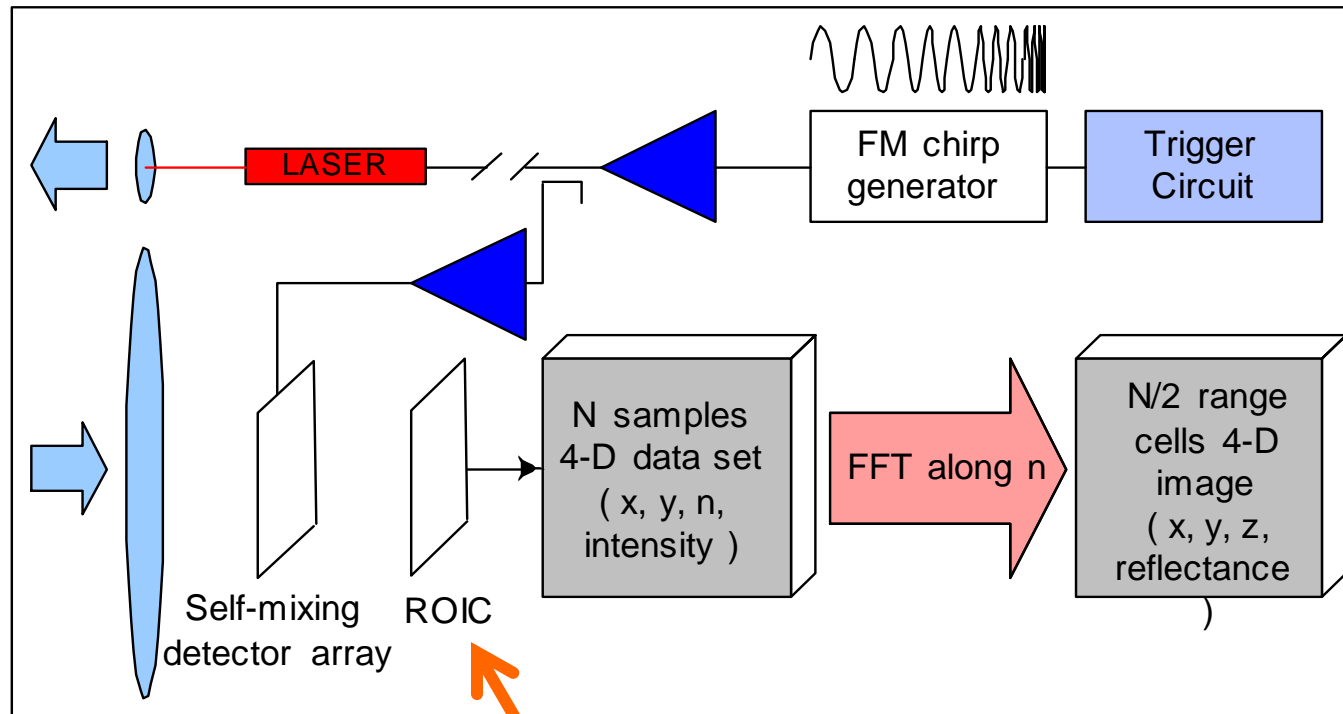 LASER
FM chirp
generator
Trigger
Circuit
N samples
4-D data set
( x, y, n,
intensity )
FFT along n
N/2 range
cells 4-D
image
( x, y, z,
reflectance
)
Self-mixing
detector array
ROIC